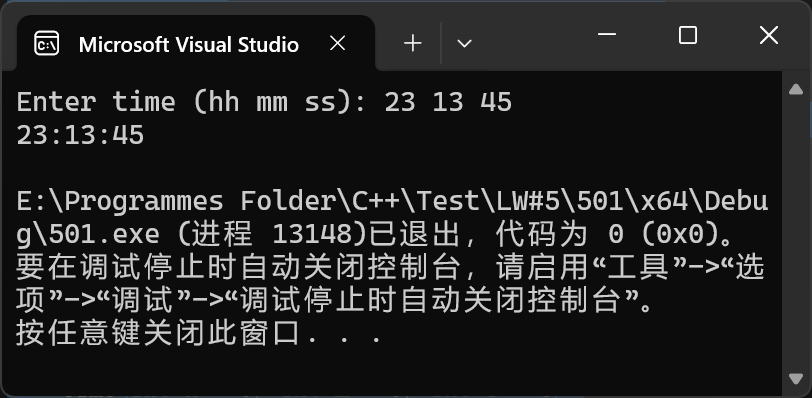 Microsoft Visual Studio
Enter time (hh mm ss): 23 13 45
23:13:45
E:\Programmes Folder\C++\Test\LW#5\501\x64\Debu
g\501.exe (进程 13148)已退出，代码为 0 (0x0)。
要在调试停止时自动关闭控制台，请启用“工具”->“选
项”->“调试”->“调试停止时自动关闭控制台”。
按任意键关闭此窗口. . .